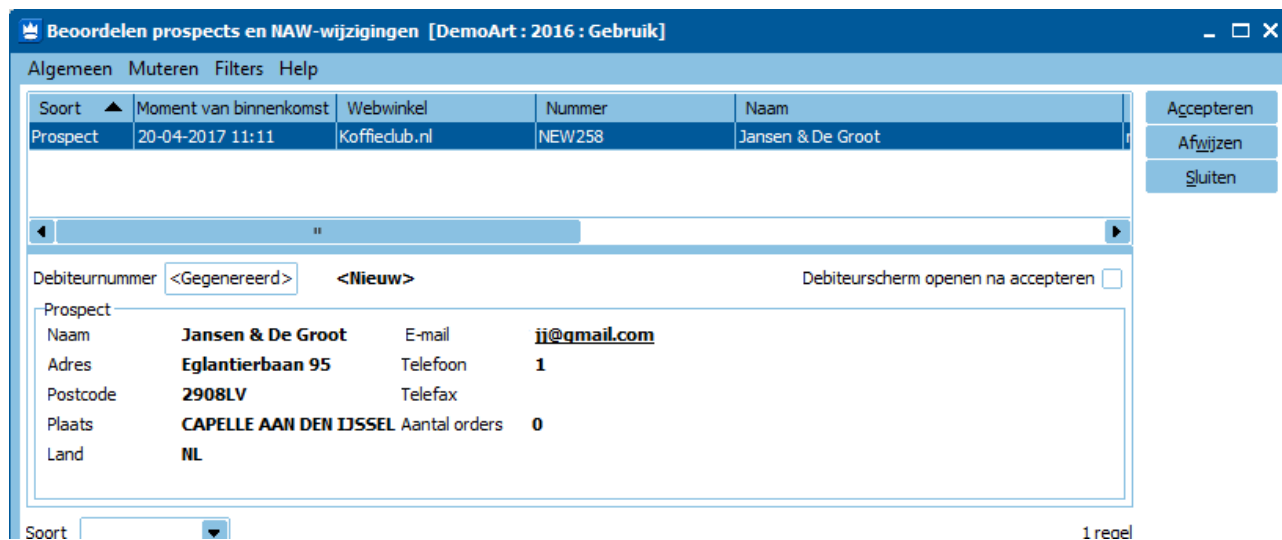 Beoordelen prospects en NAW-wijzigingen [DemoArt : 2016 : Gebruik]
Algemeen Muteren Filters Help
Soort Moment van binnenkomst Webwinkel Nummer Naam
Prospect 20-04-2017 11:11 Koffieclub.nl NEW258 Jansen & De Groot
Accepteren
Afwijzen
Sluiten
Debiteurnummer <Gegenereerd> <Nieuw> Debiteurscherm openen na accepteren
Prospect
Naam Jansen & De Groot E-mail jj@gmail.com
Adres Eglantierbaan 95 Telefoon 1
Postcode 2908LV Telefax
Plaats CAPELLE AAN DEN IJSSEL Aantal orders 0
Land NL
Soort 1 regel